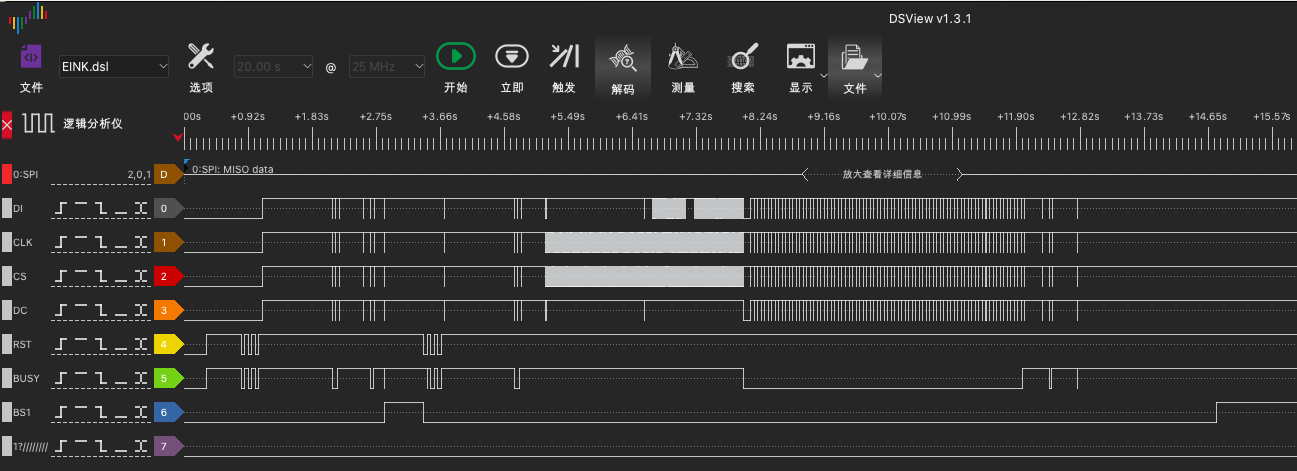 DSView v1.3.1
EINK.dsl 20.00 s @ 25 MHz
文件 选项 开始 立即 触发 解码 测量 搜索 显示 文件
逻辑分析仪 00s +0.92s +1.83s +2.75s +3.66s +4.58s +5.49s +6.41s +7.32s +8.24s +9.16s +10.07s +10.99s +11.90s +12.82s +13.73s +14.65s +15.57s
0:SPI 2,0,1 D 0:SPI: MISO data 放大查看详细信息
DI 0
CLK 1
CS 2
DC 3
RST 4
BUSY 5
BS1 6
1?//////// 7